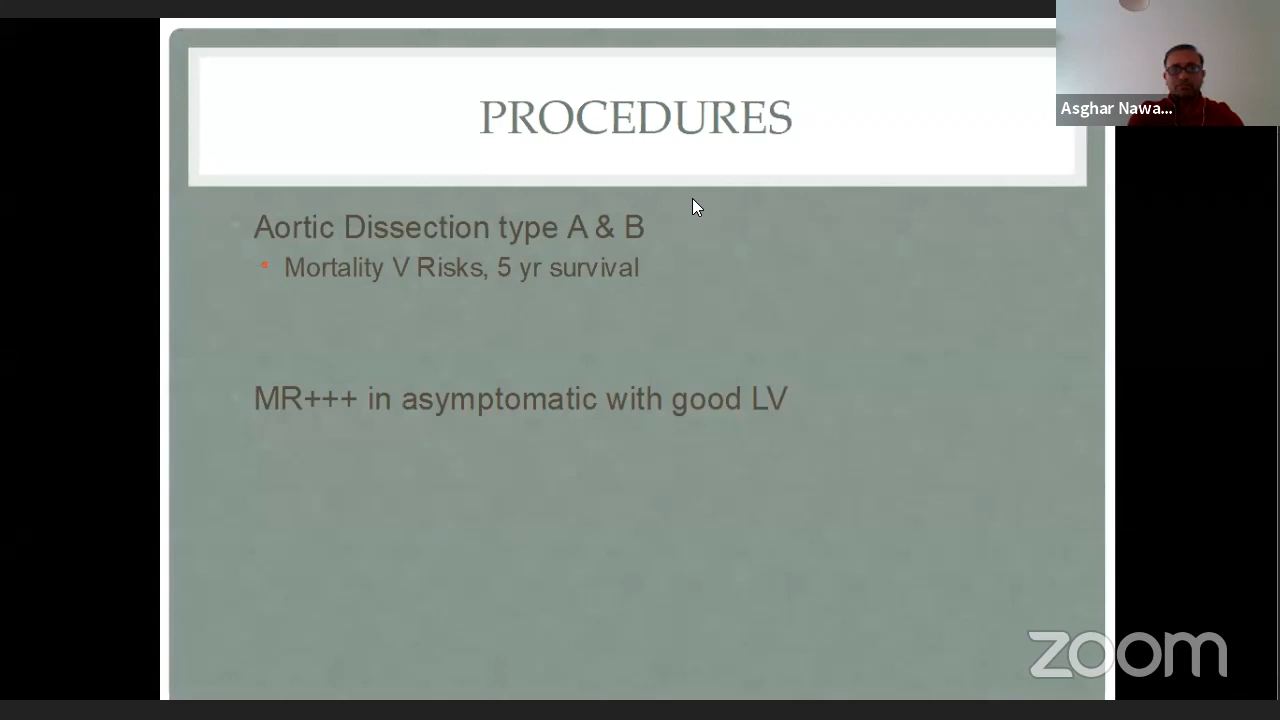 PROCEDURES
Asghar Nawa...
Aortic Dissection type A & B
Mortality V Risks, 5 yr survival
MR+++ in asymptomatic with good LV
zoom